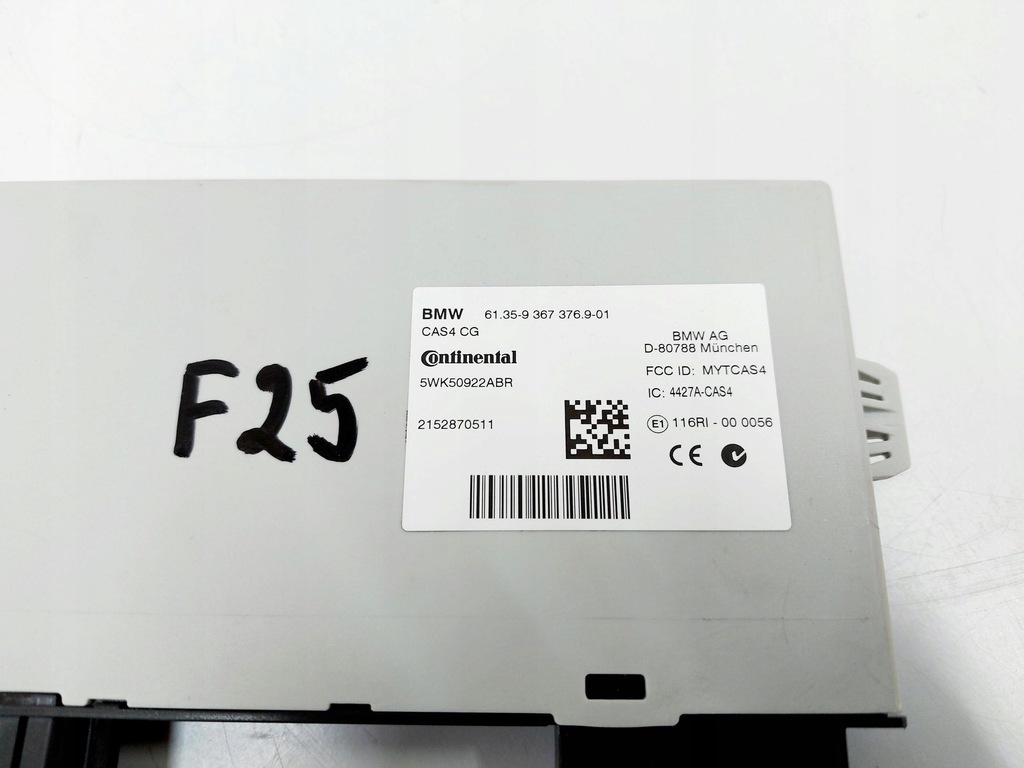 F25
BMW 61.35-9 367 376.9-01
CAS4 CG
Continental
5WK50922ABR
2152870511
BMW AG
D-80788 München
FCC ID: MYTCAS4
IC: 4427A-CAS4
E1 116RI - 00 0056
CE